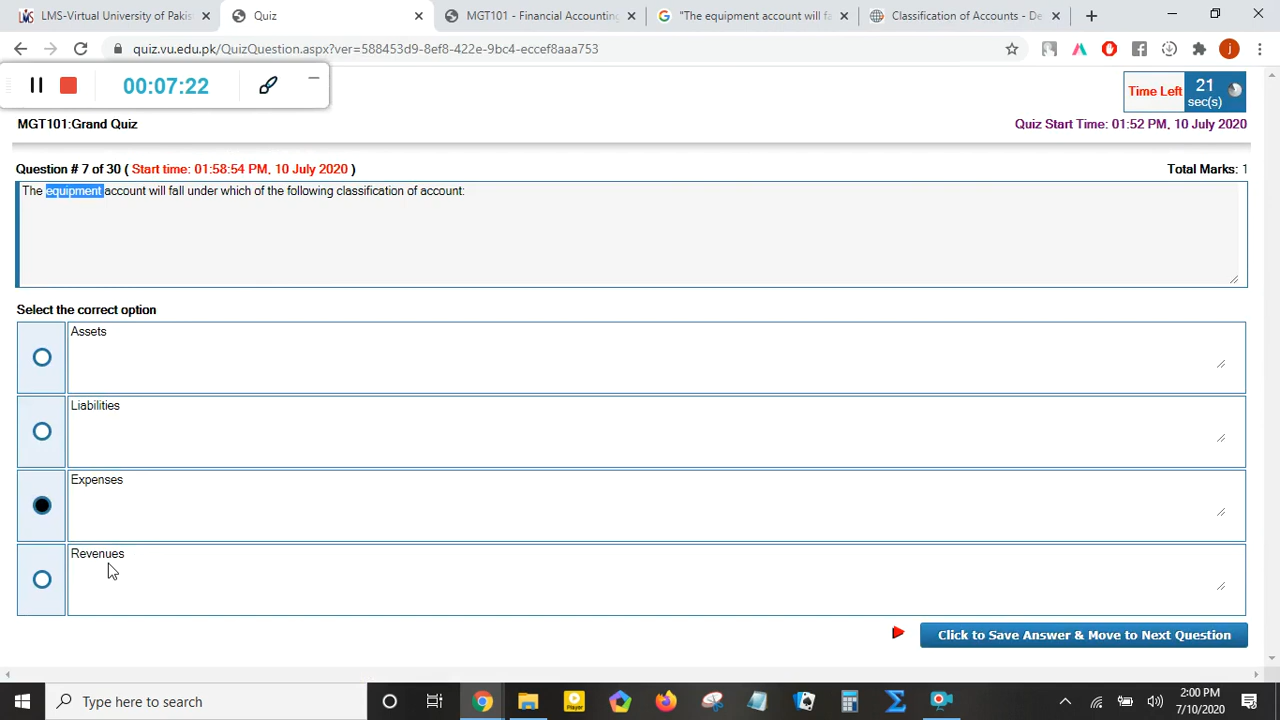 LMS-Virtual University of Pakis
Quiz
MGT101 - Financial Accounting
"The equipment account will fa
Classification of Accounts - De
quiz.vu.edu.pk/QuizQuestion.aspx?ver=588453d9-8ef8-422e-9bc4-eccef8aaa753
j
00:07:22
Time Left
21
sec(s)
MGT101:Grand Quiz
Quiz Start Time: 01:52 PM, 10 July 2020
Question # 7 of 30 ( Start time: 01:58:54 PM, 10 July 2020 )
Total Marks: 1
The equipment account will fall under which of the following classification of account:
Select the correct option
Assets
Liabilities
Expenses
Revenues
Click to Save Answer & Move to Next Question
Type here to search
Player
2:00 PM
7/10/2020